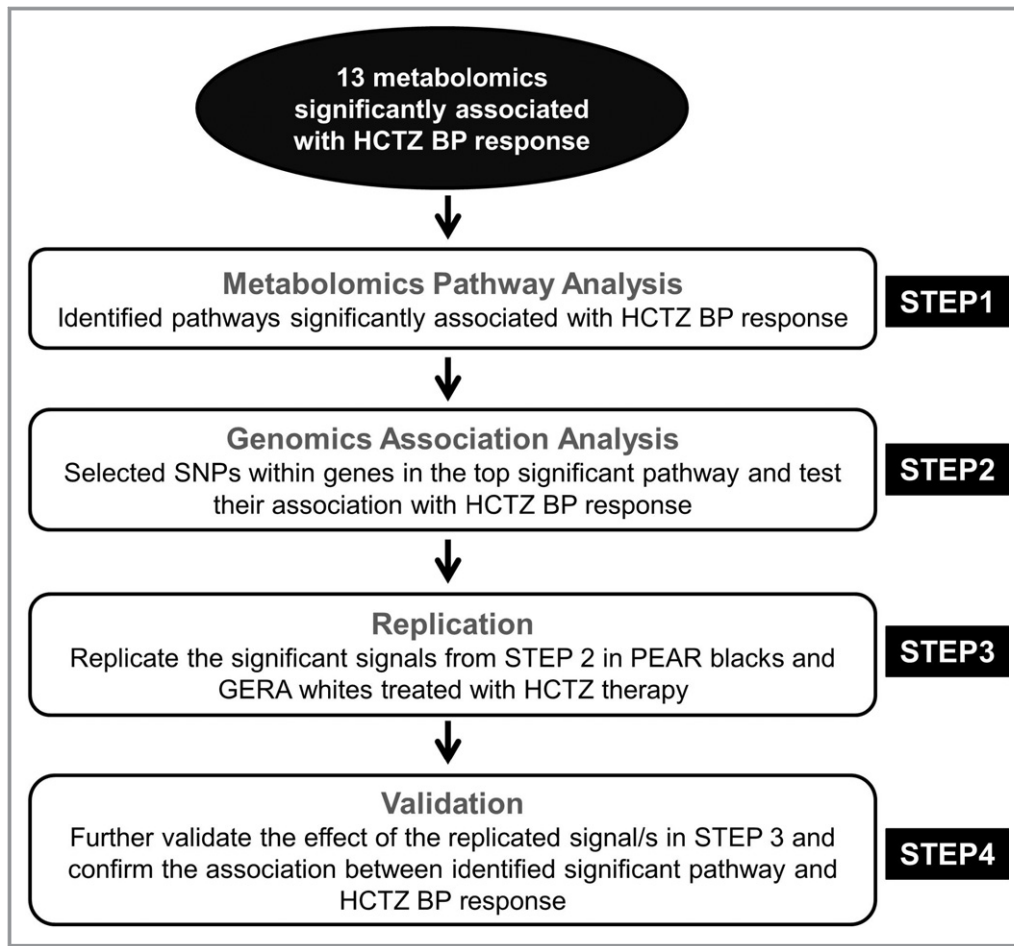 13 metabolomics
significantly associated
with HCTZ BP response
Metabolomics Pathway Analysis
Identified pathways significantly associated with HCTZ BP response
STEP1
Genomics Association Analysis
Selected SNPs within genes in the top significant pathway and test
their association with HCTZ BP response
STEP2
Replication
Replicate the significant signals from STEP 2 in PEAR blacks and
GERA whites treated with HCTZ therapy
STEP3
Validation
Further validate the effect of the replicated signal/s in STEP 3 and
confirm the association between identified significant pathway and
HCTZ BP response
STEP4